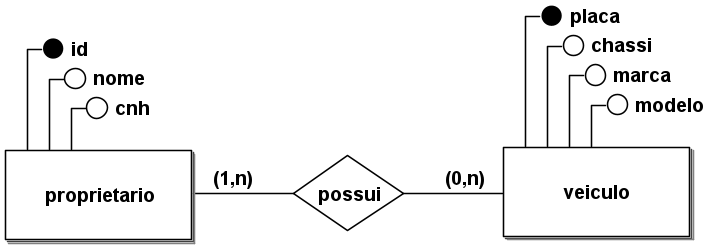 id
nome
cnh
proprietario
(1,n)
possui
(0,n)
placa
chassi
marca
modelo
veiculo